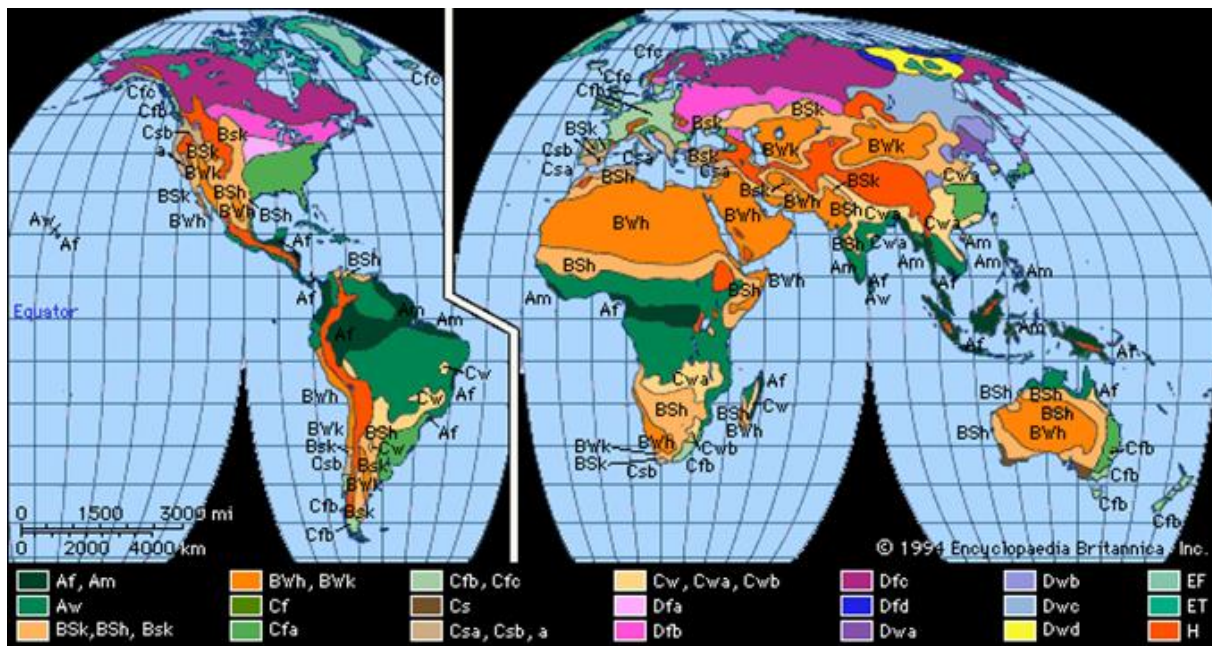 Cfc
Cfc
Cfc
Cfc
Cfb
Cfb
Csb
a
Bsk
BSk
BWk
BSk
BSh
BWh
BWh
BSh
Aw
Af
Af
BSh
Af
Am
Am
Equator
Af
Cw
BWh
Cw
Af
Af
BWk
BSh
Bsk
Cw
Csb
Bsk
BWk
Cfb
Bsk
Cfb
BSk
Csb
Csa
Csa
BSh
Bsk
Csa
Bsk
BSk
BWk
BWk
BSk
Bsk
BWh
BSh
Cwa
Cwa
Cwa
BWh
BWh
BSh
BSh
Cwa
Am
Am
Am
Af
Aw
Af
Am
Am
Af
BSh
BWh
Am
Af
Af
Af
Cwa
Af
BSh
BSh
Cw
BWh
BWh
BWk
BSk
Csb
Cwb
Cfb
BSh
BSh
Af
BSh
BSh
BWh
Cfb
Cfb
Cfb
Cfb
0 1500 3000 mi
0 2000 4000 km
© 1994 Encyclopaedia Britannica, Inc.
Af, Am BWh, BWk Cfb, Cfc Cw, Cwa, Cwb Dfc Dwb EF
Aw Cf Cs Dfa Dfd Dwc ET
BSk, BSh, Bsk Cfa Csa, Csb, a Dfb Dwa Dwd H